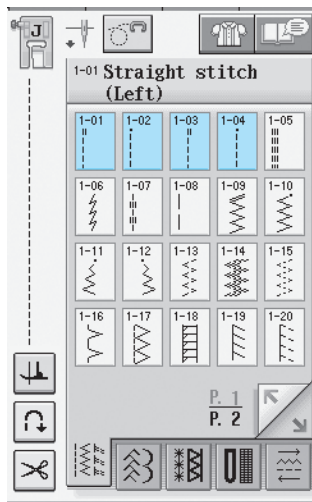 J
1-01 Straight stitch
(Left)
1-01 1-02 1-03 1-04 1-05
1-06 1-07 1-08 1-09 1-10
1-11 1-12 1-13 1-14 1-15
1-16 1-17 1-18 1-19 1-20
P. 1
P. 2